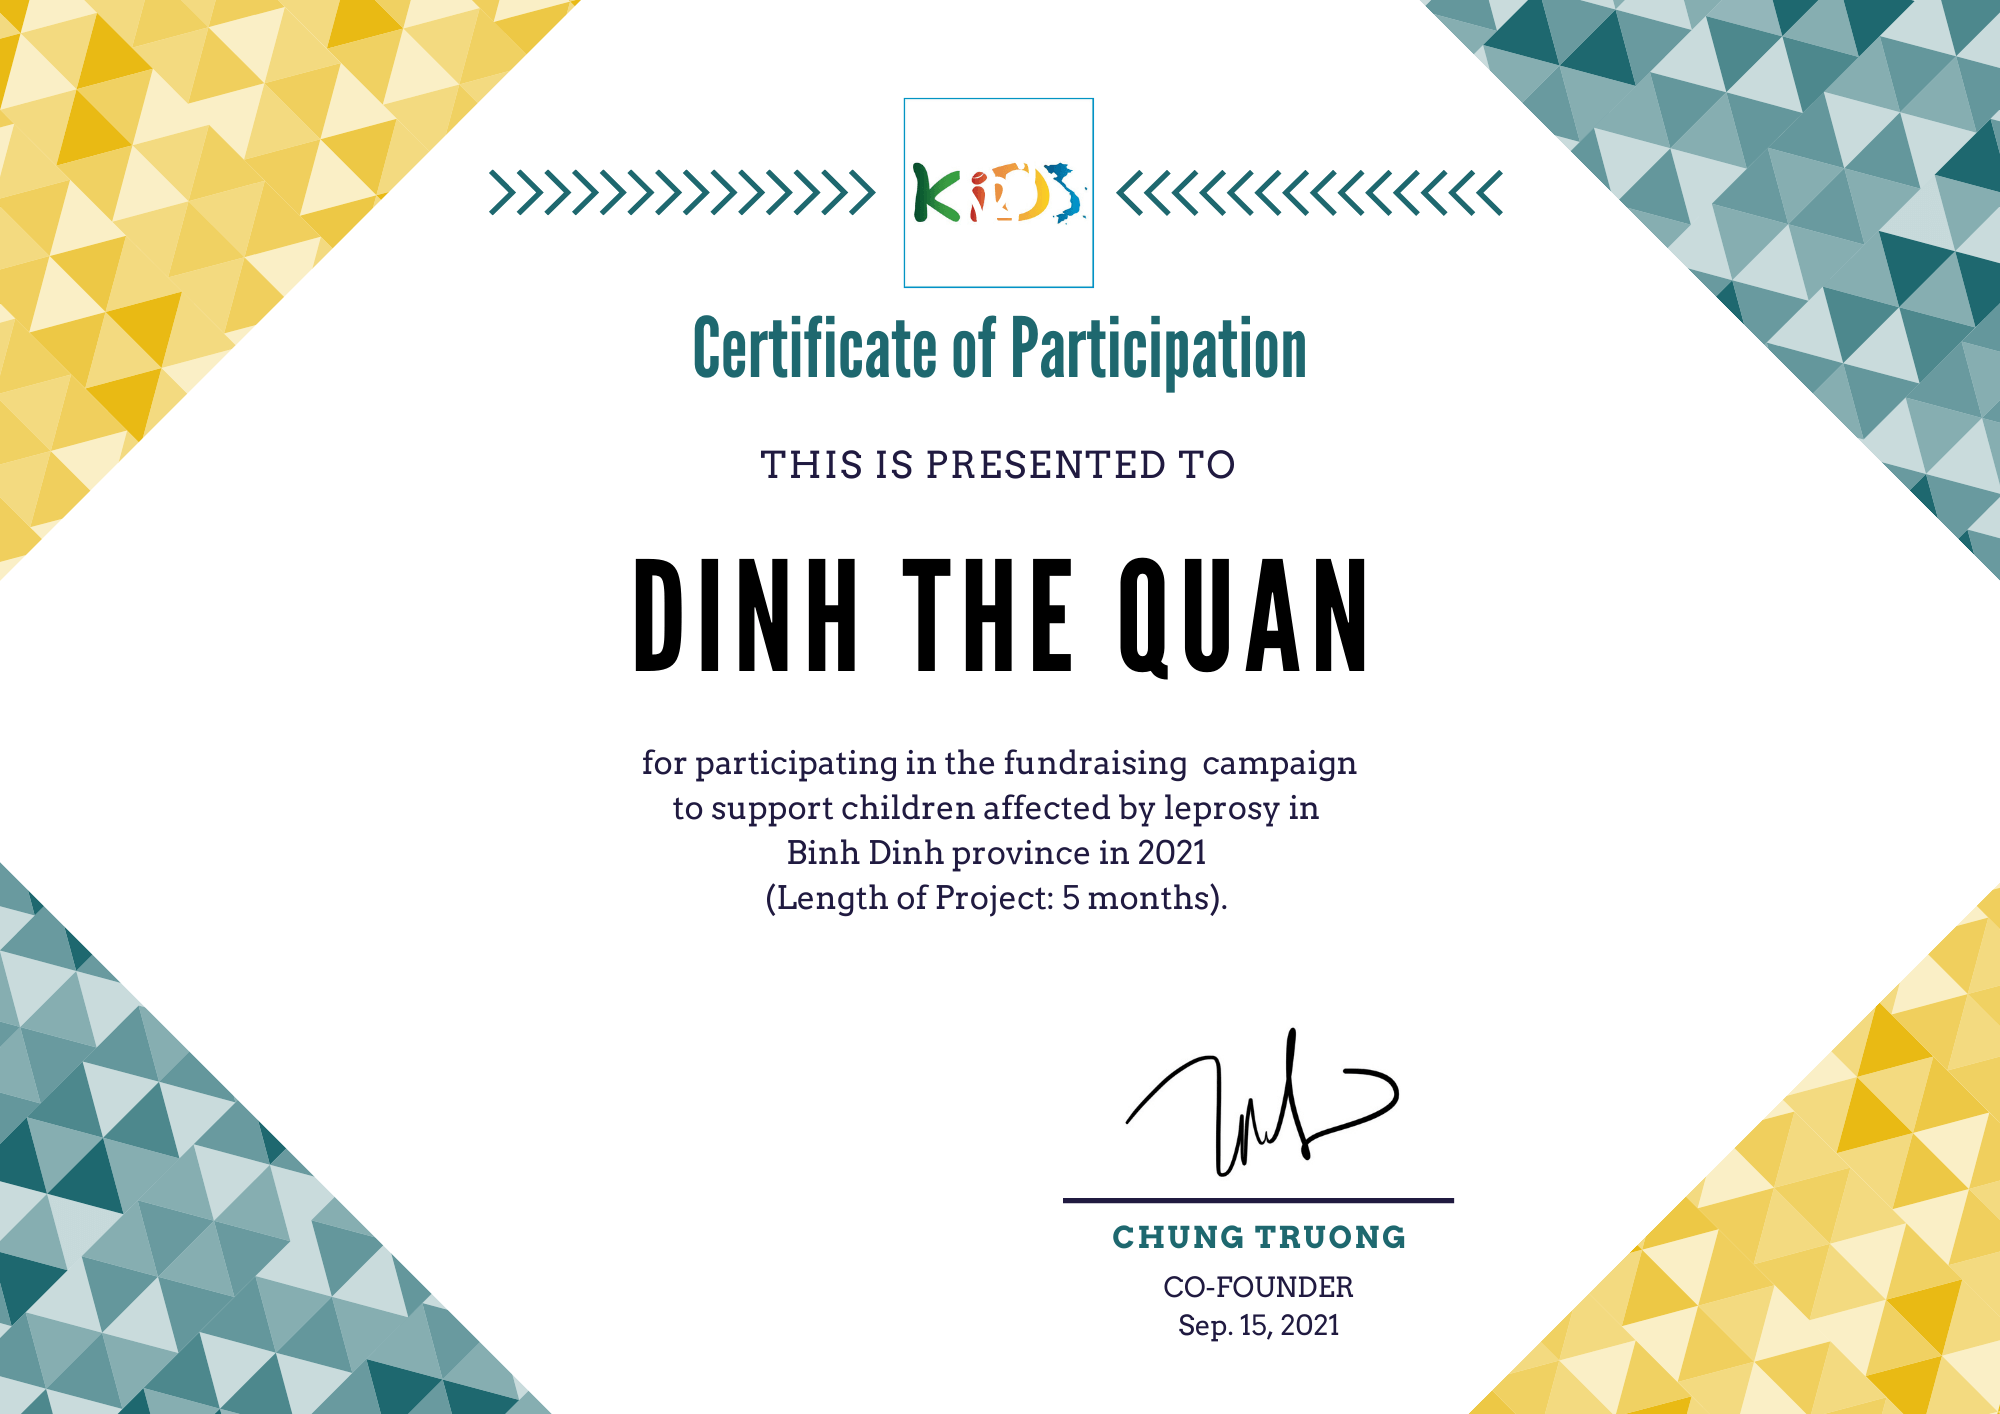 KiDS
Certificate of Participation
THIS IS PRESENTED TO
DINH THE QUAN
for participating in the fundraising campaign
to support children affected by leprosy in
Binh Dinh province in 2021
(Length of Project: 5 months).
CHUNG TRUONG
CO-FOUNDER
Sep. 15, 2021